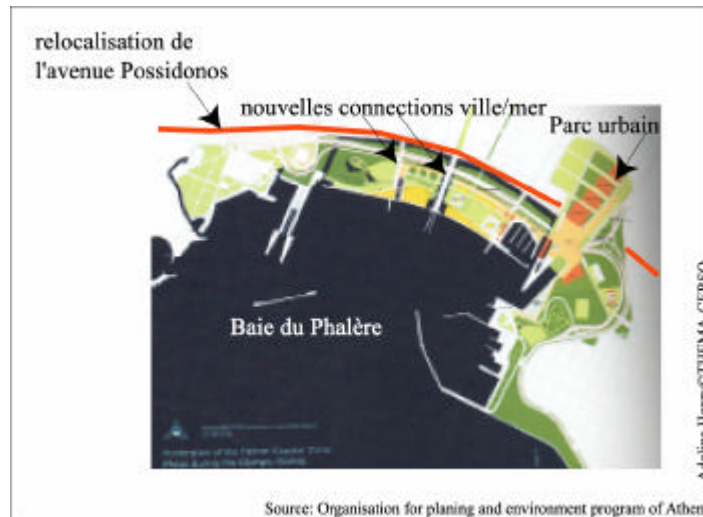 relocalisation de
l'avenue Possidonos
nouvelles connections ville/mer
Parc urbain
Baie du Phalère
Source: Organisation for planing and environment program of Athen